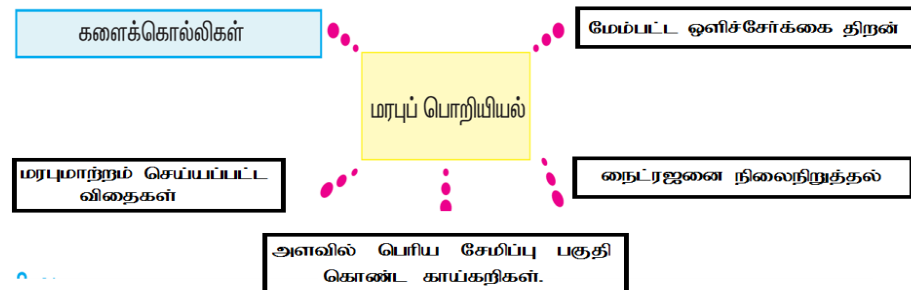 களைக்கொல்லிகள்
மேம்பட்ட ஒளிச்சேர்க்கை திறன்
மரபுப் பொறியியல்
மரபுமாற்றம் செய்யப்பட்ட
விதைகள்
நைட்ரஜனை நிலைநிறுத்தல்
அளவில் பெரிய சேமிப்பு பகுதி
கொண்ட காய்கறிகள்.